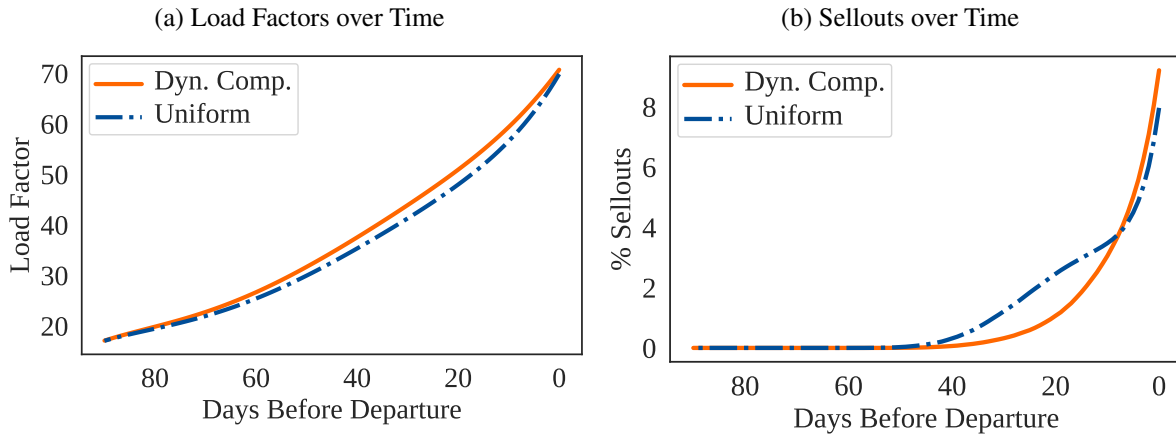 (a) Load Factors over Time
70
60
50
40
30
20
Load Factor
Dyn. Comp.
Uniform
80 60 40 20 0
Days Before Departure
(b) Sellouts over Time
8
6
4
2
0
% Sellouts
Dyn. Comp.
Uniform
80 60 40 20 0
Days Before Departure